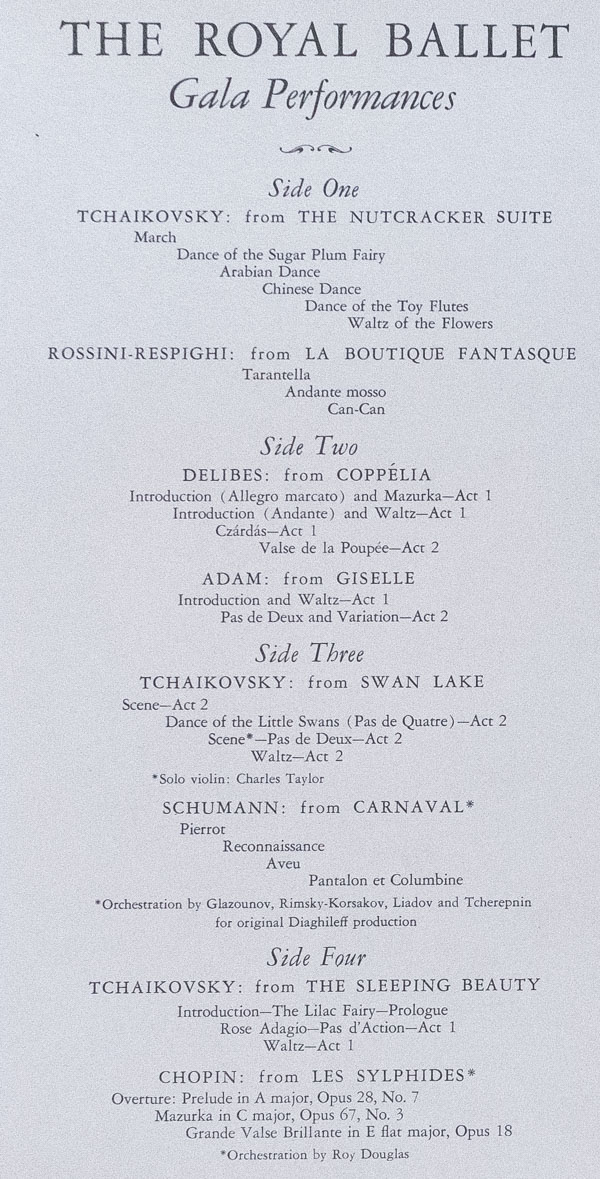 THE ROYAL BALLET
Gala Performances
Side One
TCHAIKOVSKY: from THE NUTCRACKER SUITE
March
Dance of the Sugar Plum Fairy
Arabian Dance
Chinese Dance
Dance of the Toy Flutes
Waltz of the Flowers
ROSSINI-RESPIGHI: from LA BOUTIQUE FANTASQUE
Tarantella
Andante mosso
Can-Can
Side Two
DELIBES: from COPPÉLIA
Introduction (Allegro marcato) and Mazurka—Act 1
Introduction (Andante) and Waltz—Act 1
Czárdás—Act 1
Valse de la Poupée—Act 2
ADAM: from GISELLE
Introduction and Waltz—Act 1
Pas de Deux and Variation—Act 2
Side Three
TCHAIKOVSKY: from SWAN LAKE
Scene—Act 2
Dance of the Little Swans (Pas de Quatre)—Act 2
Scene*—Pas de Deux—Act 2
Waltz—Act 2
*Solo violin: Charles Taylor
SCHUMANN: from CARNAVAL*
Pierrot
Reconnaissance
Aveu
Pantalon et Columbine
*Orchestration by Glazounov, Rimsky-Korsakov, Liadov and Tcherepnin
for original Diaghileff production
Side Four
TCHAIKOVSKY: from THE SLEEPING BEAUTY
Introduction—The Lilac Fairy—Prologue
Rose Adagio—Pas d'Action—Act 1
Waltz—Act 1
CHOPIN: from LES SYLPHIDES*
Overture: Prelude in A major, Opus 28, No. 7
Mazurka in C major, Opus 67, No. 3
Grande Valse Brillante in E flat major, Opus 18
*Orchestration by Roy Douglas